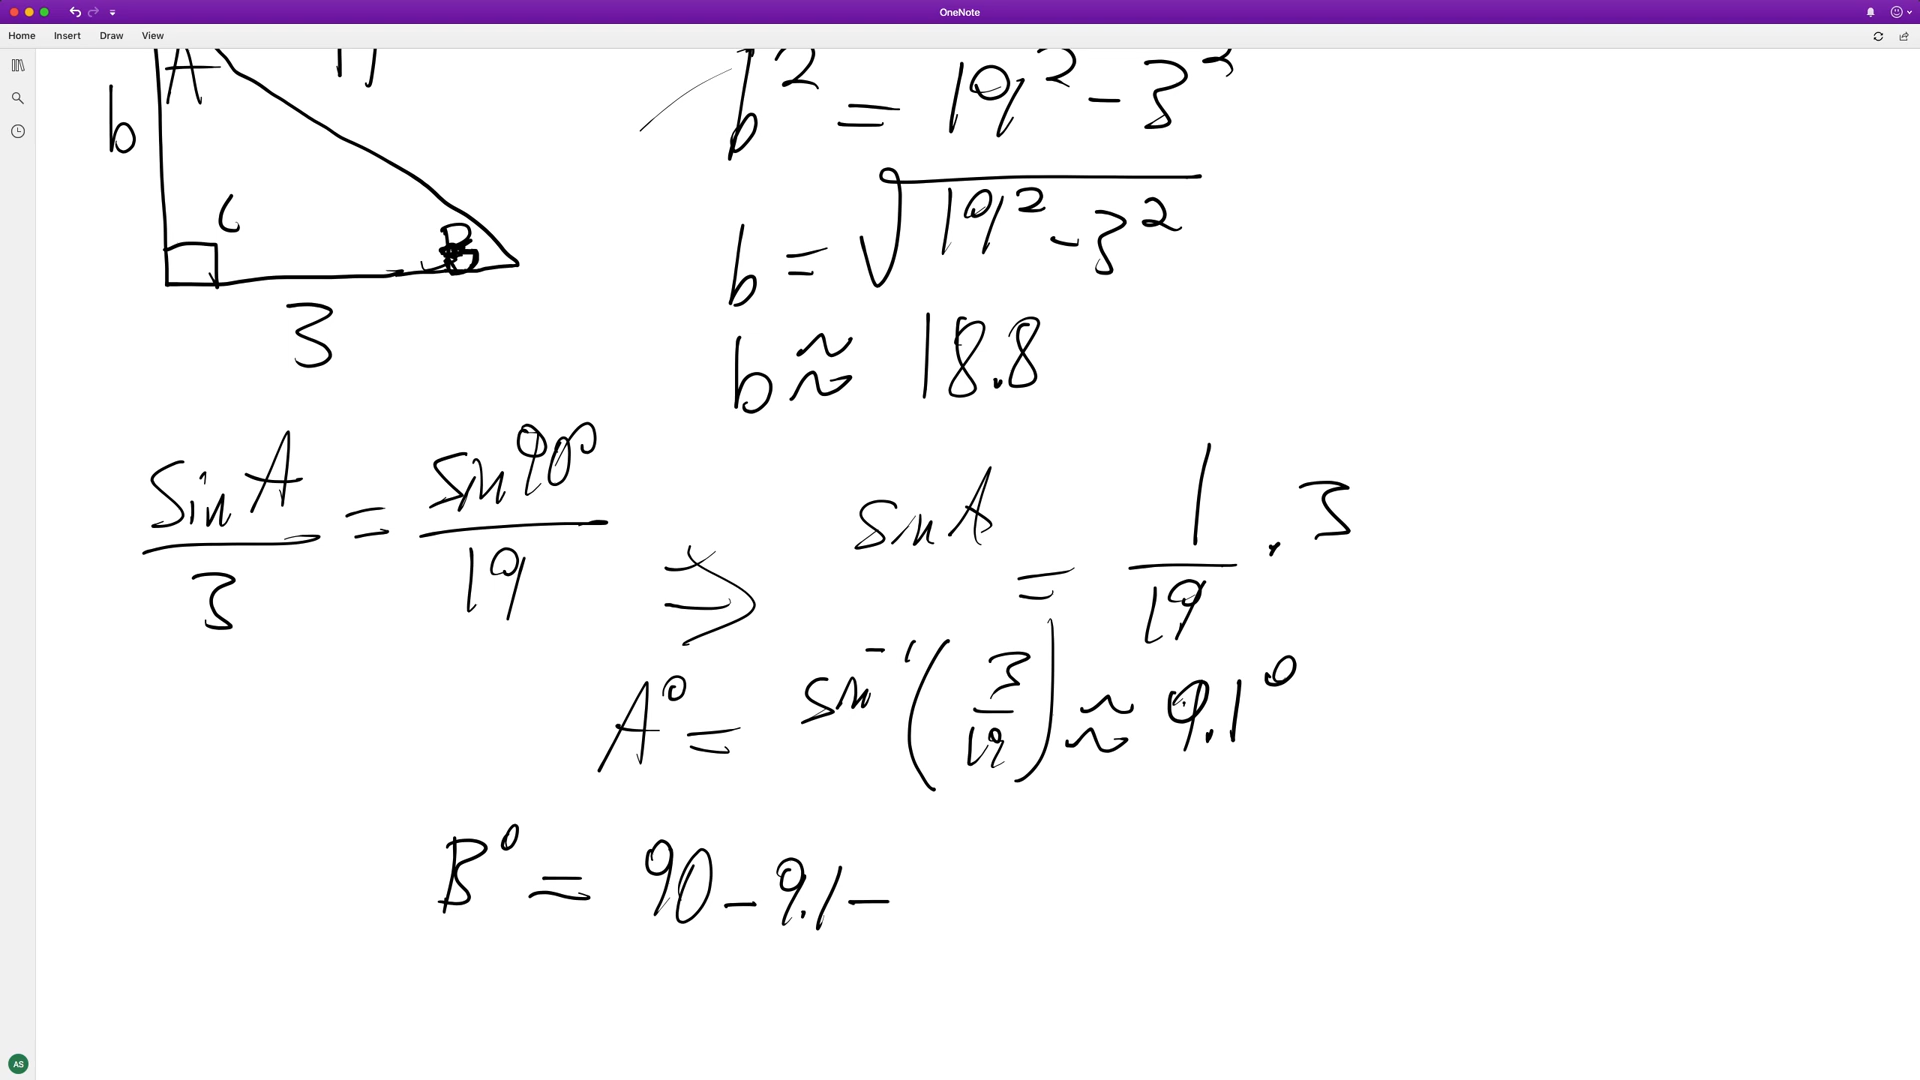 OneNote
Home Insert Draw View
A
b
C
B
3
b² = 19² - 3²
b = √19² - 3²
b ≈ 18.8
sin A / 3 = sin 90° / 19 ⇒ sin A = 1/19 · 3
A° = sin⁻¹(3/19) ≈ 9.1°
B° = 90 - 9.1 -
AS